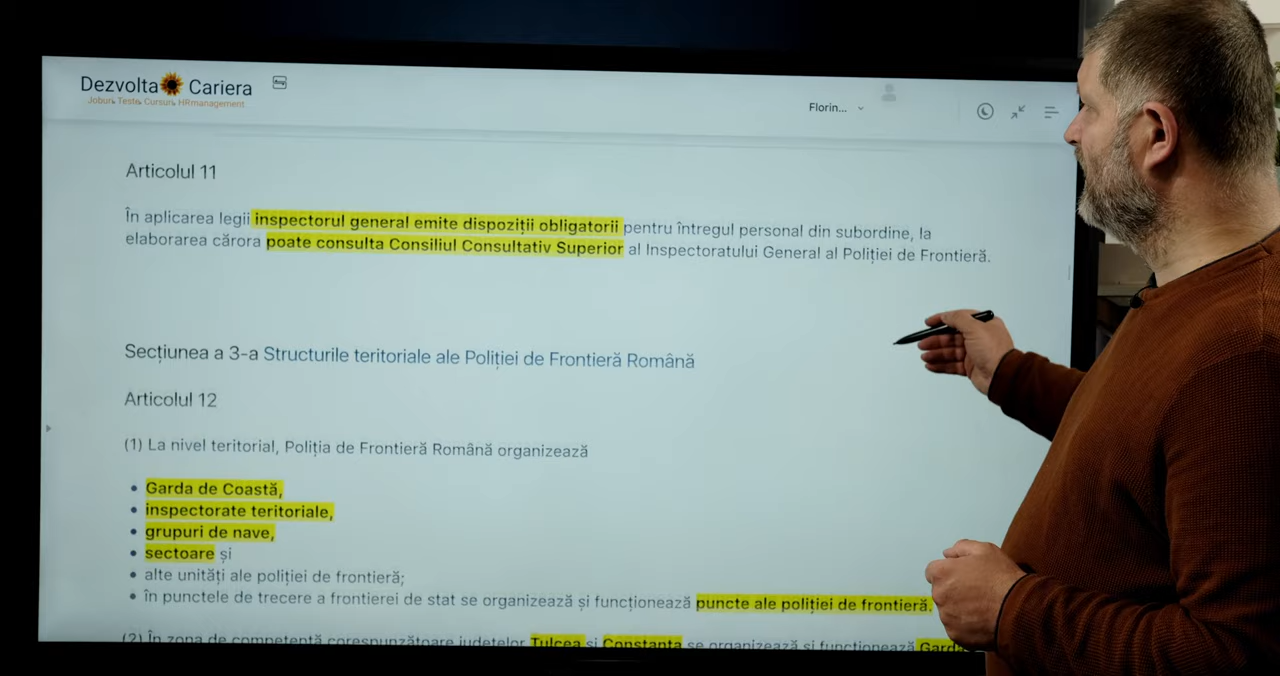 Dezvolta Cariera
Joburi, Teste, Cursuri, HRmanagement
Florin...
Articolul 11
În aplicarea legii inspectorul general emite dispoziții obligatorii pentru întregul personal din subordine, la
elaborarea cărora poate consulta Consiliul Consultativ Superior al Inspectoratului General al Poliției de Frontieră.
Secțiunea a 3-a Structurile teritoriale ale Poliției de Frontieră Română
Articolul 12
(1) La nivel teritorial, Poliția de Frontieră Română organizează
• Garda de Coastă,
• inspectorate teritoriale,
• grupuri de nave,
• sectoare și
• alte unități ale poliției de frontieră;
• în punctele de trecere a frontierei de stat se organizează și funcționează puncte ale poliției de frontieră.
(2) În zona de competență corespunzătoare județelor Tulcea și Constanța se organizează și funcționează Garda